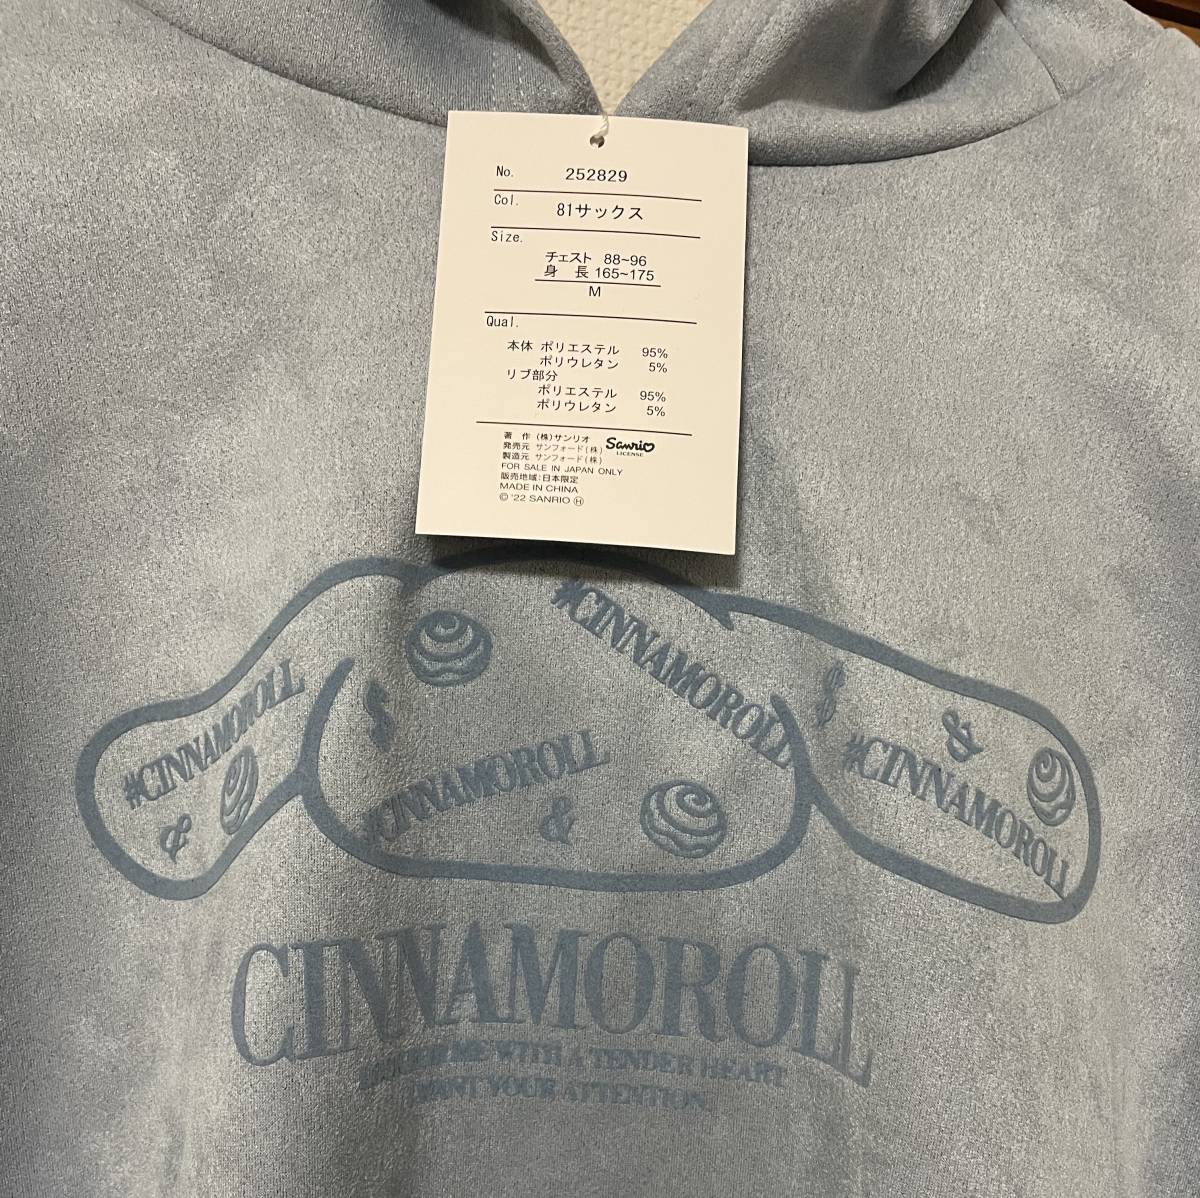 No. 252829
Col. 81サックス
Size.
チェスト 88~96
身 長 165~175
M
Qual.
本体 ポリエステル 95%
ポリウレタン 5%
リブ部分
ポリエステル 95%
ポリウレタン 5%
著 作 (株)サンリオ
発売元 サンフォード(株)
製造元 サンフォード(株)
Sanrio
LICENSE
FOR SALE IN JAPAN ONLY
販売地域:日本限定
MADE IN CHINA
© '22 SANRIO Ⓗ
#CINNAMOROLL
&
$
#CINNAMOROLL
#CINNAMOROLL
&
$
&
#CINNAMOROLL
CINNAMOROLL
ME WITH A TENDER HEART
WANT YOUR ATTENTION